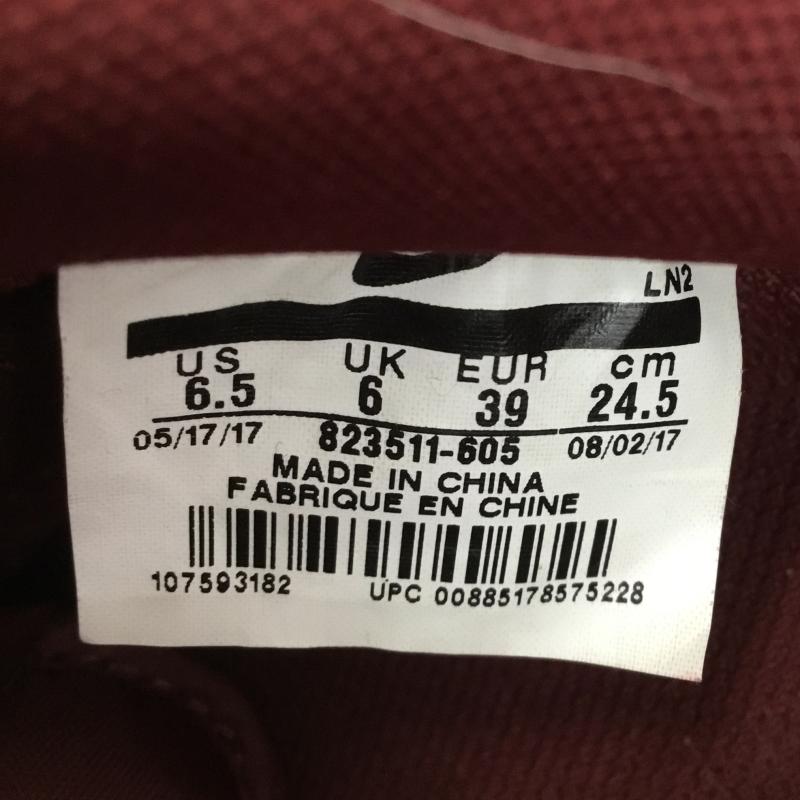 LN2
US UK EUR cm
6.5 6 39 24.5
05/17/17 823511-605 08/02/17
MADE IN CHINA
FABRIQUE EN CHINE
107593182 UPC 00885178575228